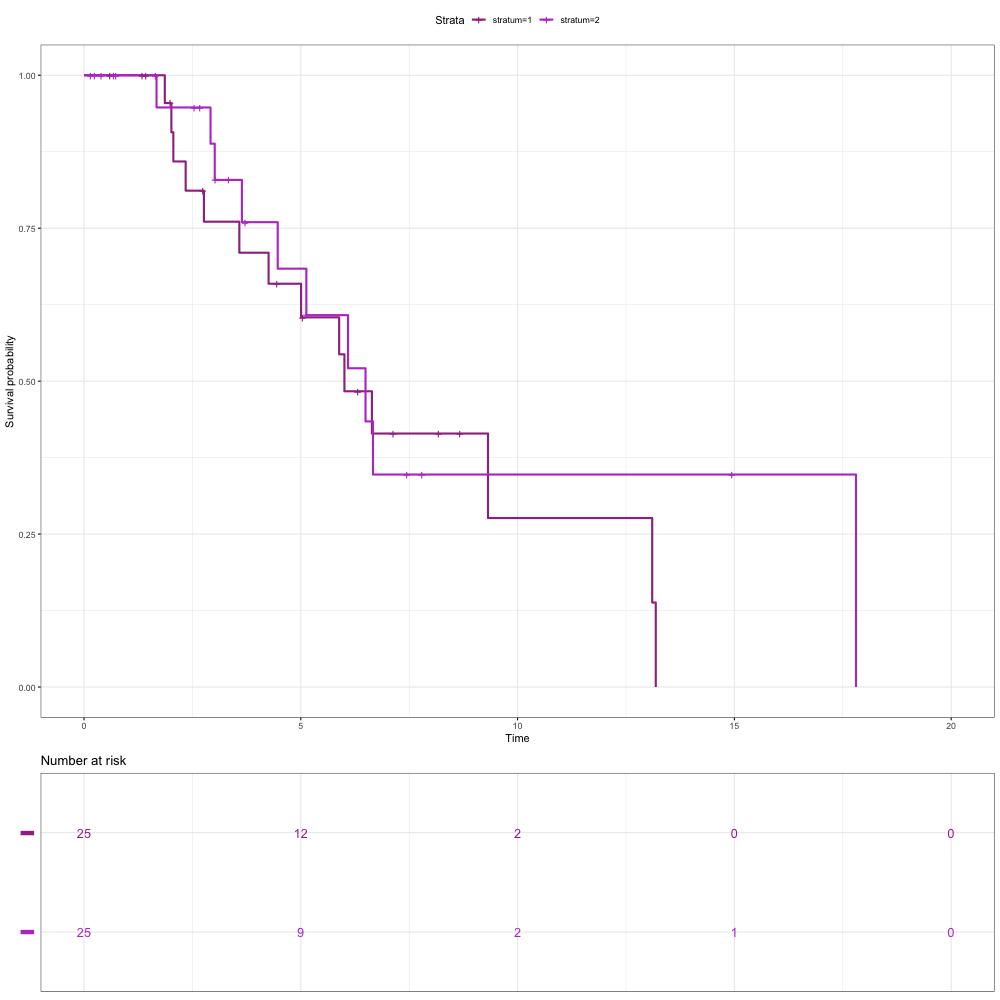 Strata stratum=1 stratum=2
1.00
0.75
0.50
0.25
0.00
Survival probability
0 5 10 15 20
Time
Number at risk
25 12 2 0 0
25 9 2 1 0